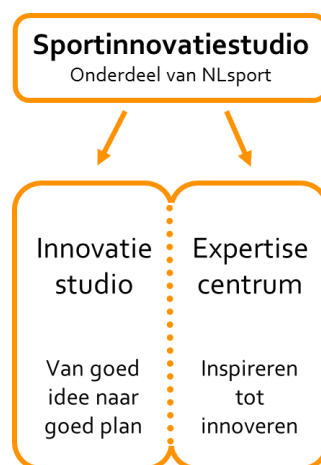 Sportinnovatiestudio
Onderdeel van NLsport
Innovatie
studio
Van goed
idee naar
goed plan
Expertise
centrum
Inspireren
tot
innoveren